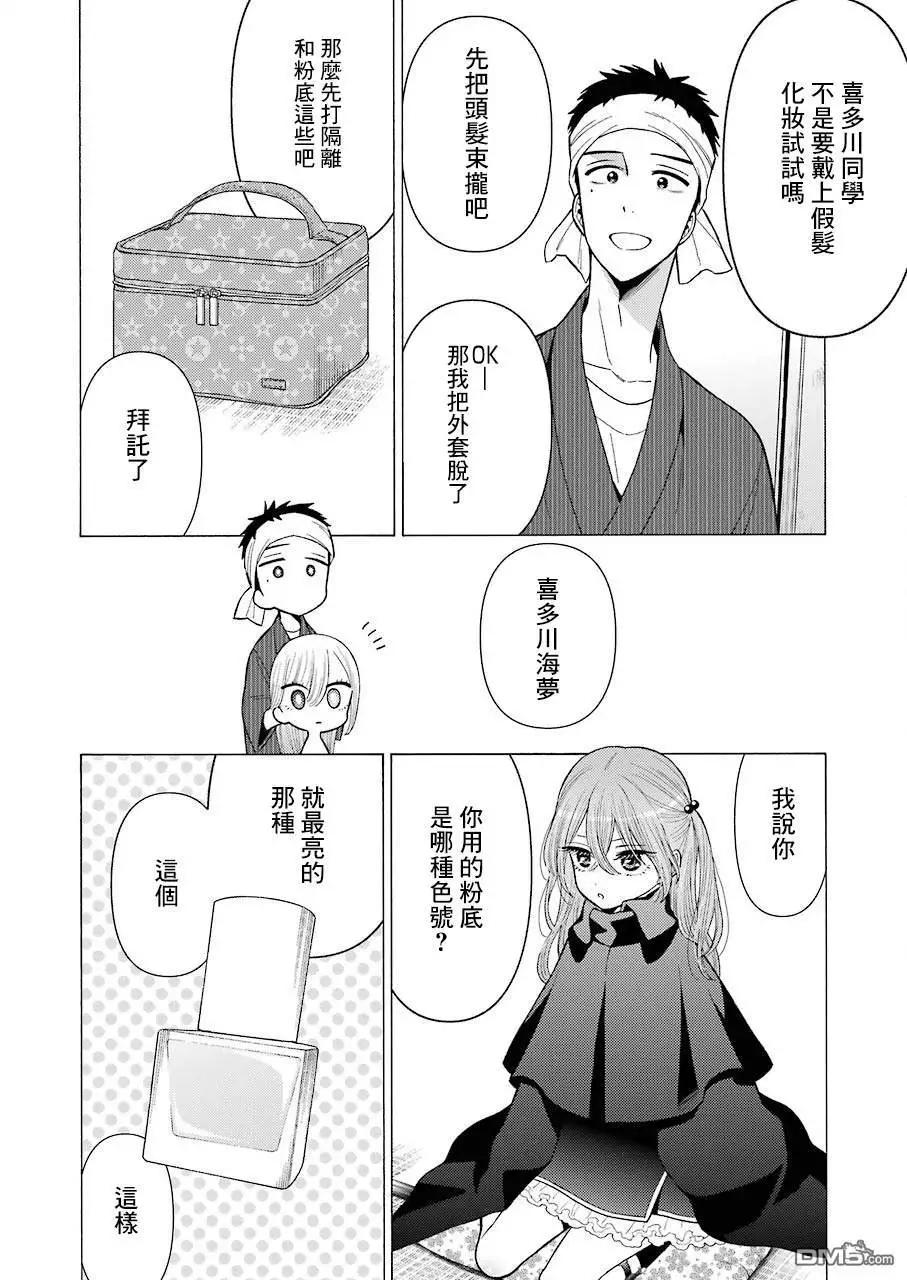 喜多川同學
不是要戴上假髮
化妝試試嗎
先把頭髮束攏吧
OK—
那我把外套脫了
那麼先打隔離
和粉底這些吧
拜託了
喜多川海夢
我說你
你用的粉底
是哪種色號？
就最亮的
那種
這個
這樣
DM5.com